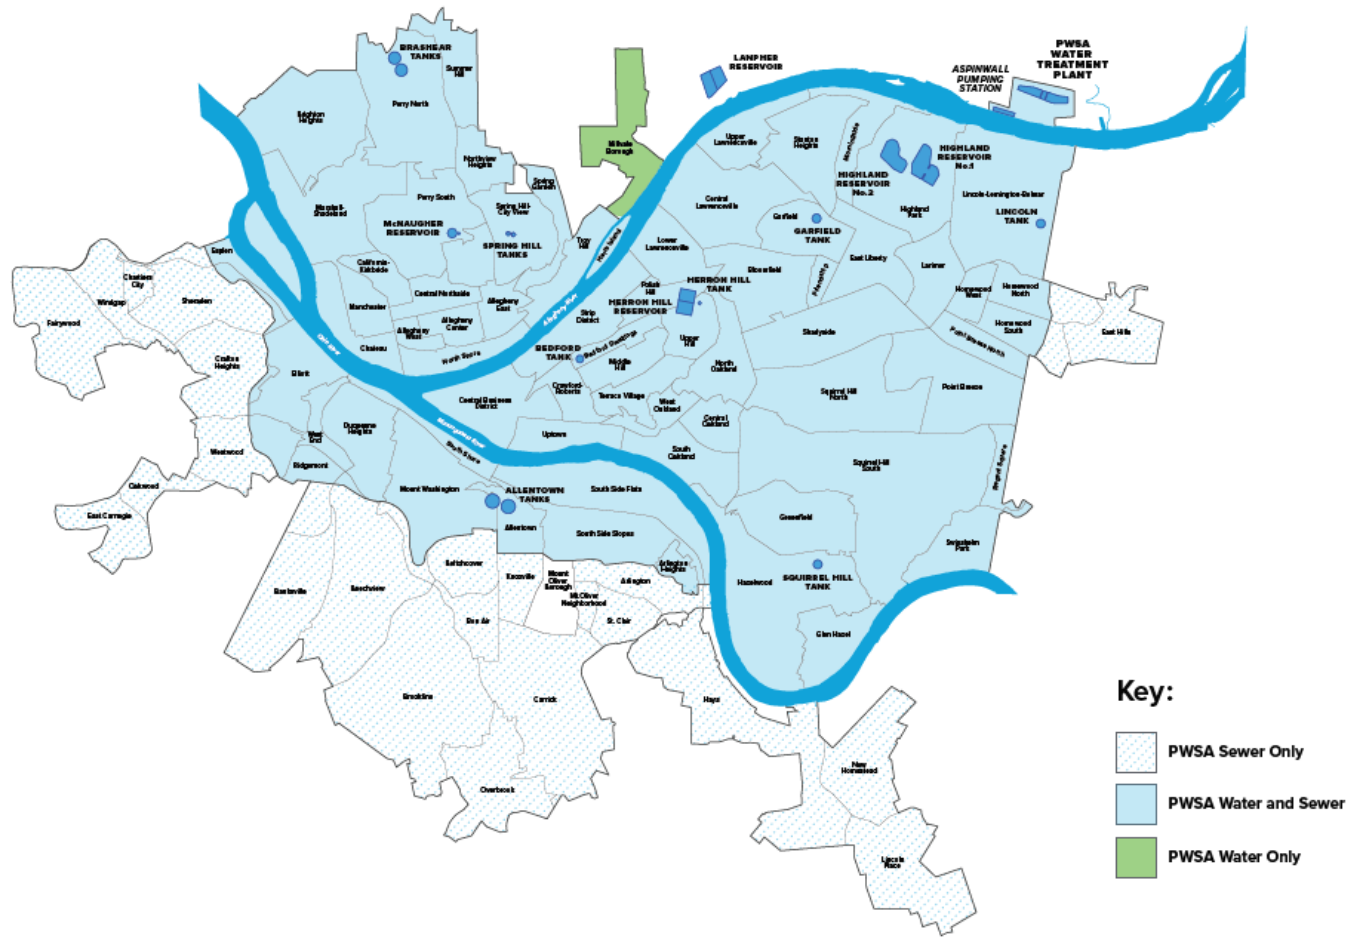 BRASHEAR
TANKS
Summer
Hill
Perry North
Brighton
Heights
Northview
Heights
Spring
Garden
Perry South
Spring Hill-
City View
Marshall-
Shadeland
McNAUGHER
RESERVOIR
SPRING HILL
TANKS
Troy
Hill
Herr's Island
California-
Kirkbride
Central Northside
Allegheny
East
Manchester
Allegheny
Center
Allegheny
West
Chateau
North Shore
Allegheny River
Ohio River
Monongahela River
Millvale
Borough
LANPHER
RESERVOIR
ASPINWALL
PUMPING
STATION
PWSA
WATER
TREATMENT
PLANT
Upper
Lawrenceville
Stanton
Heights
Morningside
HIGHLAND
RESERVOIR
No.1
HIGHLAND
RESERVOIR
No.2
Highland
Park
Lincoln-Lemington-Belmar
LINCOLN
TANK
Central
Lawrenceville
Garfield
GARFIELD
TANK
Lower
Lawrenceville
East Liberty
Larimer
Bloomfield
Friendship
Polish
Hill
HERRON HILL
TANK
HERRON HILL
RESERVOIR
Strip
District
Homewood
West
Homewood
North
Homewood
South
Point Breeze North
East Hills
Shadyside
BEDFORD
TANK
Bedford Dwellings
Upper
Hill
Middle
Hill
North
Oakland
Crawford-
Roberts
Terrace Village
West
Oakland
Central
Oakland
Squirrel Hill
North
Point Breeze
Central Business
District
Uptown
South
Oakland
Squirrel Hill
South
Regent Square
Esplen
Chartiers
City
Windgap
Sheraden
Fairywood
Crafton
Heights
Elliott
West
End
Duquesne
Heights
Ridgemont
Westwood
Oakwood
East Carnegie
South Shore
Mount Washington
ALLENTOWN
TANKS
Allentown
South Side Flats
South Side Slopes
Arlington
Heights
Greenfield
Hazelwood
SQUIRREL HILL
TANK
Swisshelm
Park
Glen Hazel
Banksville
Beechview
Beltzhoover
Knoxville
Mount
Oliver
Borough
Mt. Oliver
Neighborhood
Arlington
St. Clair
Bon Air
Brookline
Carrick
Overbrook
Hays
New
Homestead
Lincoln
Place
Key:
PWSA Sewer Only
PWSA Water and Sewer
PWSA Water Only